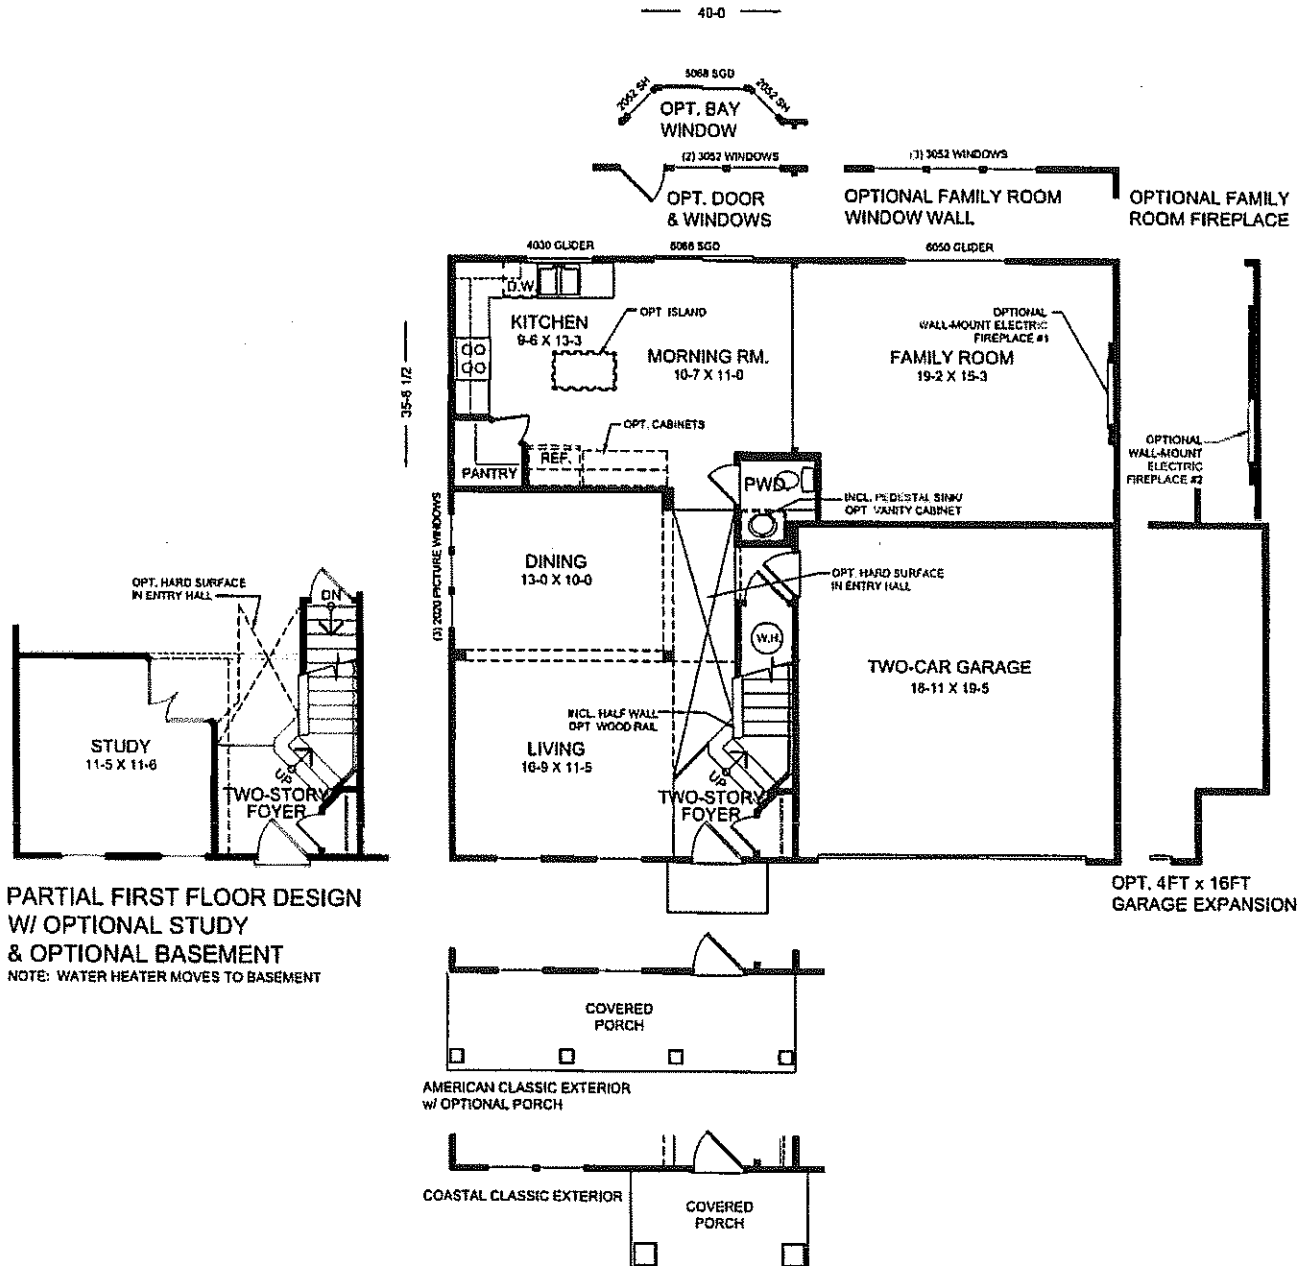 40-0
5068 SGD
2052 SH
2052 SH
OPT. BAY
WINDOW
(2) 3052 WINDOWS
(3) 3052 WINDOWS
OPT. DOOR
& WINDOWS
OPTIONAL FAMILY ROOM
WINDOW WALL
OPTIONAL FAMILY
ROOM FIREPLACE
4030 GLIDER
6068 SGD
6050 GLIDER
D.W.
KITCHEN
9-6 X 13-3
OPT ISLAND
MORNING RM.
10-7 X 11-0
OPTIONAL
WALL-MOUNT ELECTRIC
FIREPLACE #1
FAMILY ROOM
19-2 X 15-3
35-6 1/2
OPT. CABINETS
REF.
PANTRY
PWD.
OPTIONAL
WALL-MOUNT
ELECTRIC
FIREPLACE #2
INCL. PEDESTAL SINK/
OPT VANITY CABINET
(3) 2020 PICTURE WINDOWS
DINING
13-0 X 10-0
OPT. HARD SURFACE
IN ENTRY HALL
OPT. HARD SURFACE
IN ENTRY HALL
DN
W.H.
TWO-CAR GARAGE
18-11 X 19-5
INCL. HALF WALL
OPT WOOD RAIL
STUDY
11-5 X 11-6
LIVING
16-9 X 11-5
UP
TWO-STORY
FOYER
UP
TWO-STORY
FOYER
PARTIAL FIRST FLOOR DESIGN
W/ OPTIONAL STUDY
& OPTIONAL BASEMENT
NOTE: WATER HEATER MOVES TO BASEMENT
OPT. 4FT x 16FT
GARAGE EXPANSION
COVERED
PORCH
AMERICAN CLASSIC EXTERIOR
w/ OPTIONAL PORCH
COASTAL CLASSIC EXTERIOR
COVERED
PORCH